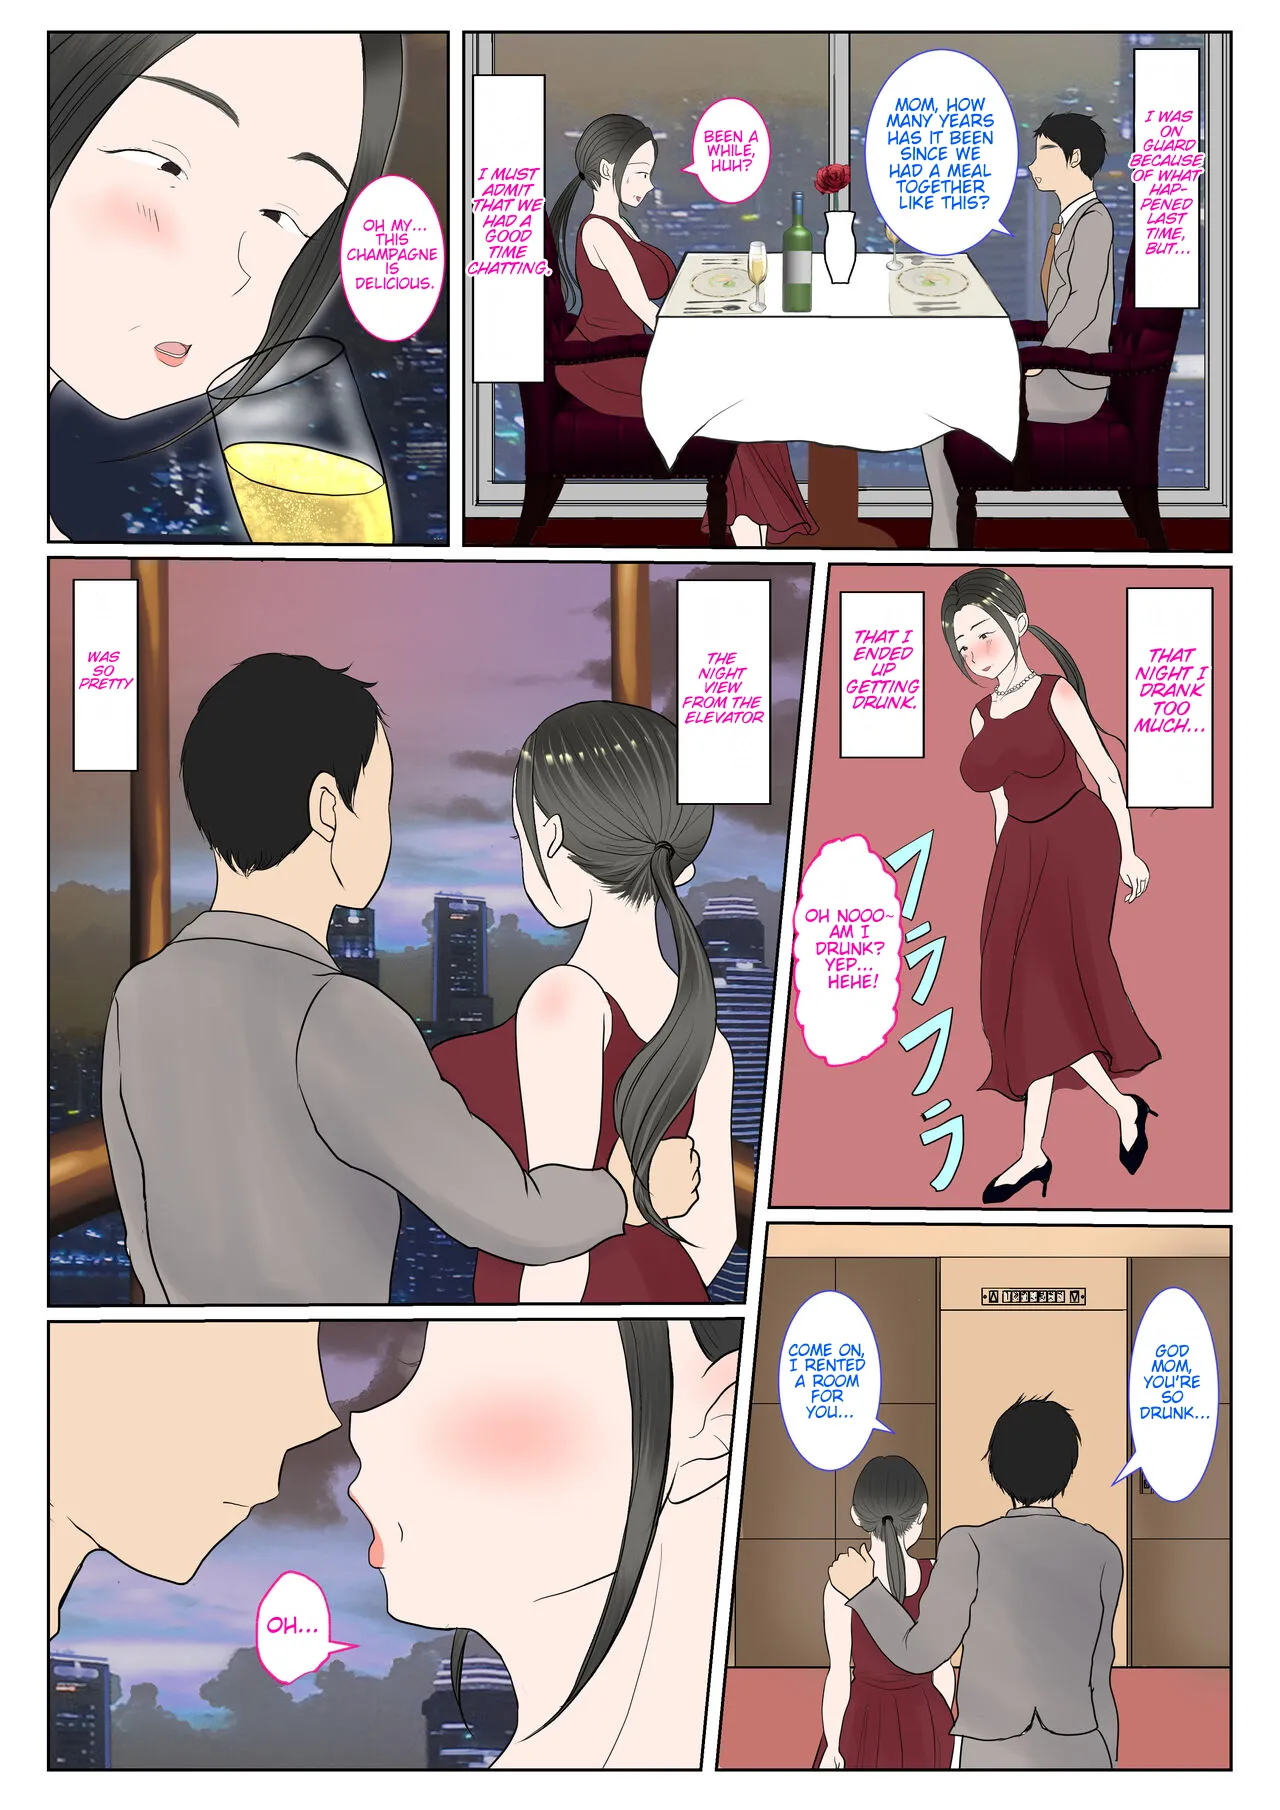 I WAS
ON
GUARD
BECAUSE
OF WHAT
HAP-
PENED
LAST
TIME,
BUT...
MOM, HOW
MANY YEARS
HAS IT BEEN
SINCE WE
HAD A MEAL
TOGETHER
LIKE THIS?
BEEN A
WHILE,
HUH?
I MUST
ADMIT
THAT WE
HAD A
GOOD
TIME
CHATTING.
OH MY...
THIS
CHAMPAGNE
IS
DELICIOUS.
THAT
NIGHT I
DRANK
TOO
MUCH...
THAT I
ENDED
UP
GETTING
DRUNK.
OH NOOO~
AM I
DRUNK?
YEP...
HEHE!
フラフラ
GOD
MOM,
YOU'RE
SO
DRUNK...
COME ON,
I RENTED
A ROOM
FOR
YOU...
THE
NIGHT
VIEW
FROM THE
ELEVATOR
WAS
SO
PRETTY
OH...